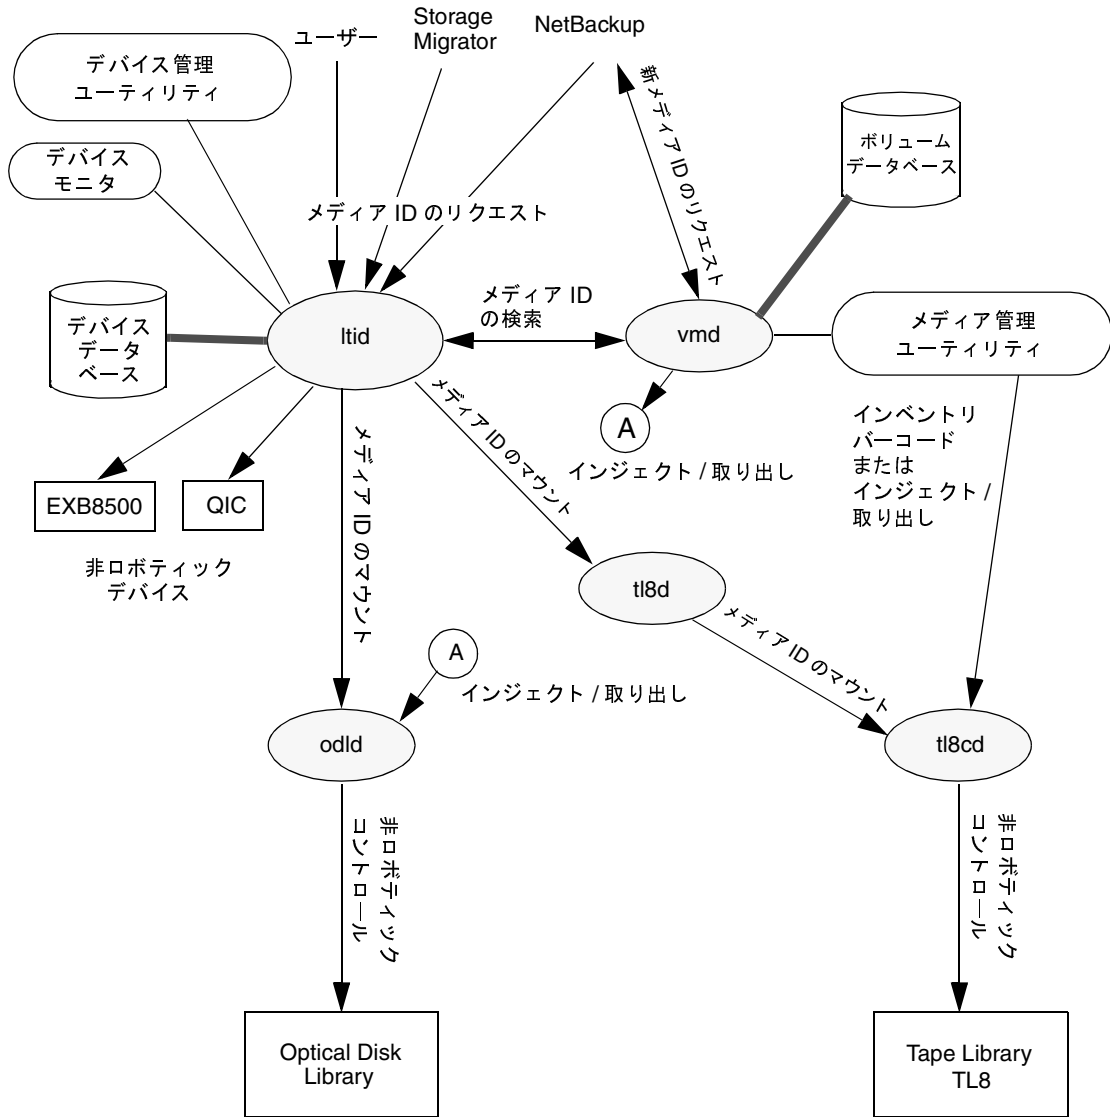 ユーザー
Storage
Migrator
NetBackup
デバイス管理
ユーティリティ
新メディア ID のリクエスト
ボリューム
データベース
デバイス
モニタ
メディア ID のリクエスト
メディア ID
の検索
デバイス
データ
ベース
ltid
vmd
メディア管理
ユーティリティ
A
インジェクト / 取り出し
インベントリ
バーコード
または
インジェクト /
取り出し
メディア ID のマウント
メディア ID のマウント
EXB8500
QIC
非ロボティック
デバイス
tl8d
メディア ID のマウント
A
インジェクト / 取り出し
odld
tl8cd
非ロボティック
コントロール
非ロボティック
コントロール
Optical Disk
Library
Tape Library
TL8